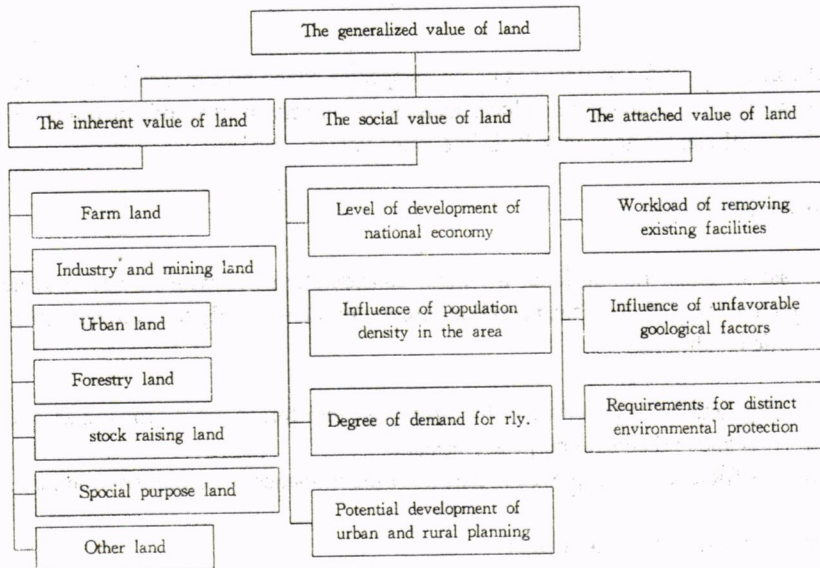 The generalized value of land
The inherent value of land
The social value of land
The attached value of land
Farm land
Industry and mining land
Urban land
Forestry land
stock raising land
Spocial purpose land
Other land
Level of development of
national economy
Influence of population
density in the area
Degree of demand for rly.
Potential development of
urban and rural planning
Workload of removing
existing facilities
Influence of unfavorable
goological factors
Requirements for distinct
environmental protection